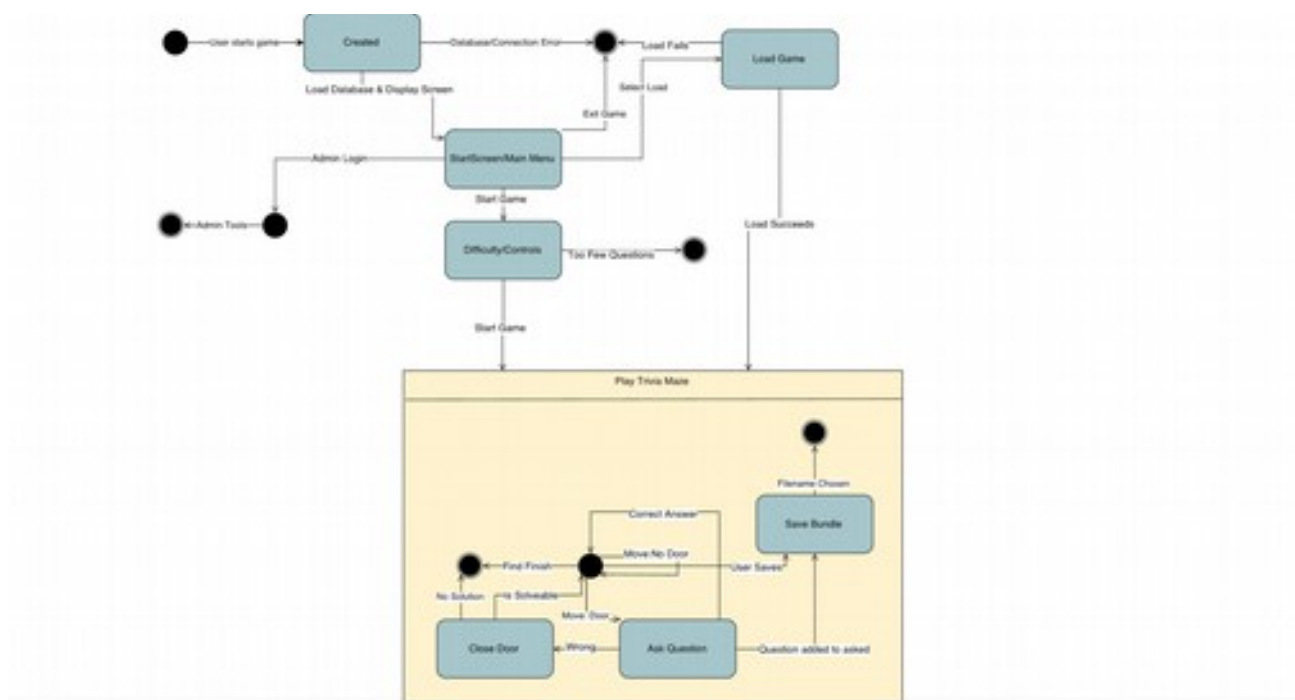 User starts game
Created
Database/Connection Error
Load Fails
Load Game
Load Database & Display Screen
Select Load
Exit Game
Admin Login
StartScreen/Main Menu
Start Game
Admin Tools
Difficulty/Controls
Too Few Questions
Load Succeeds
Start Game
Play Trivia Maze
Filename Chosen
Correct Answer
Save Bundle
Move:No Door
Find Finish
User Saves
No Solution
Is Solveable
Move: Door
Close Door
Wrong
Ask Question
Question added to asked